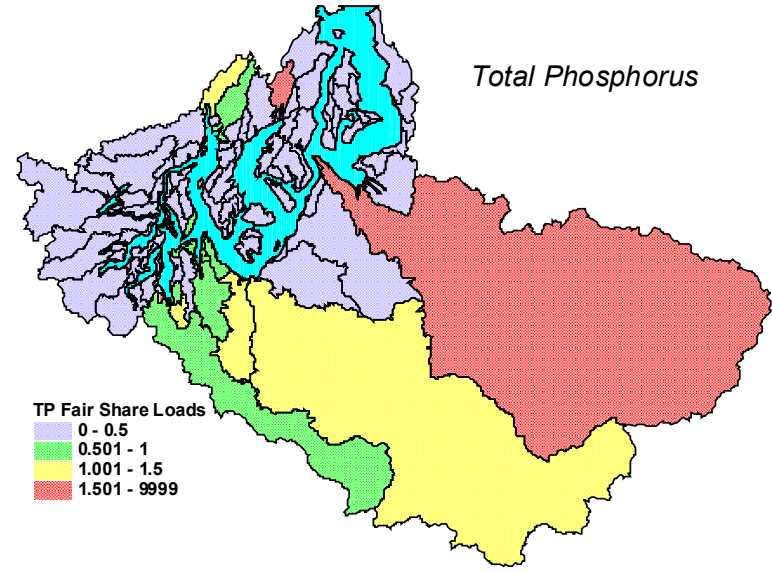 Total Phosphorus
TP Fair Share Loads
0 - 0.5
0.501 - 1
1.001 - 1.5
1.501 - 9999